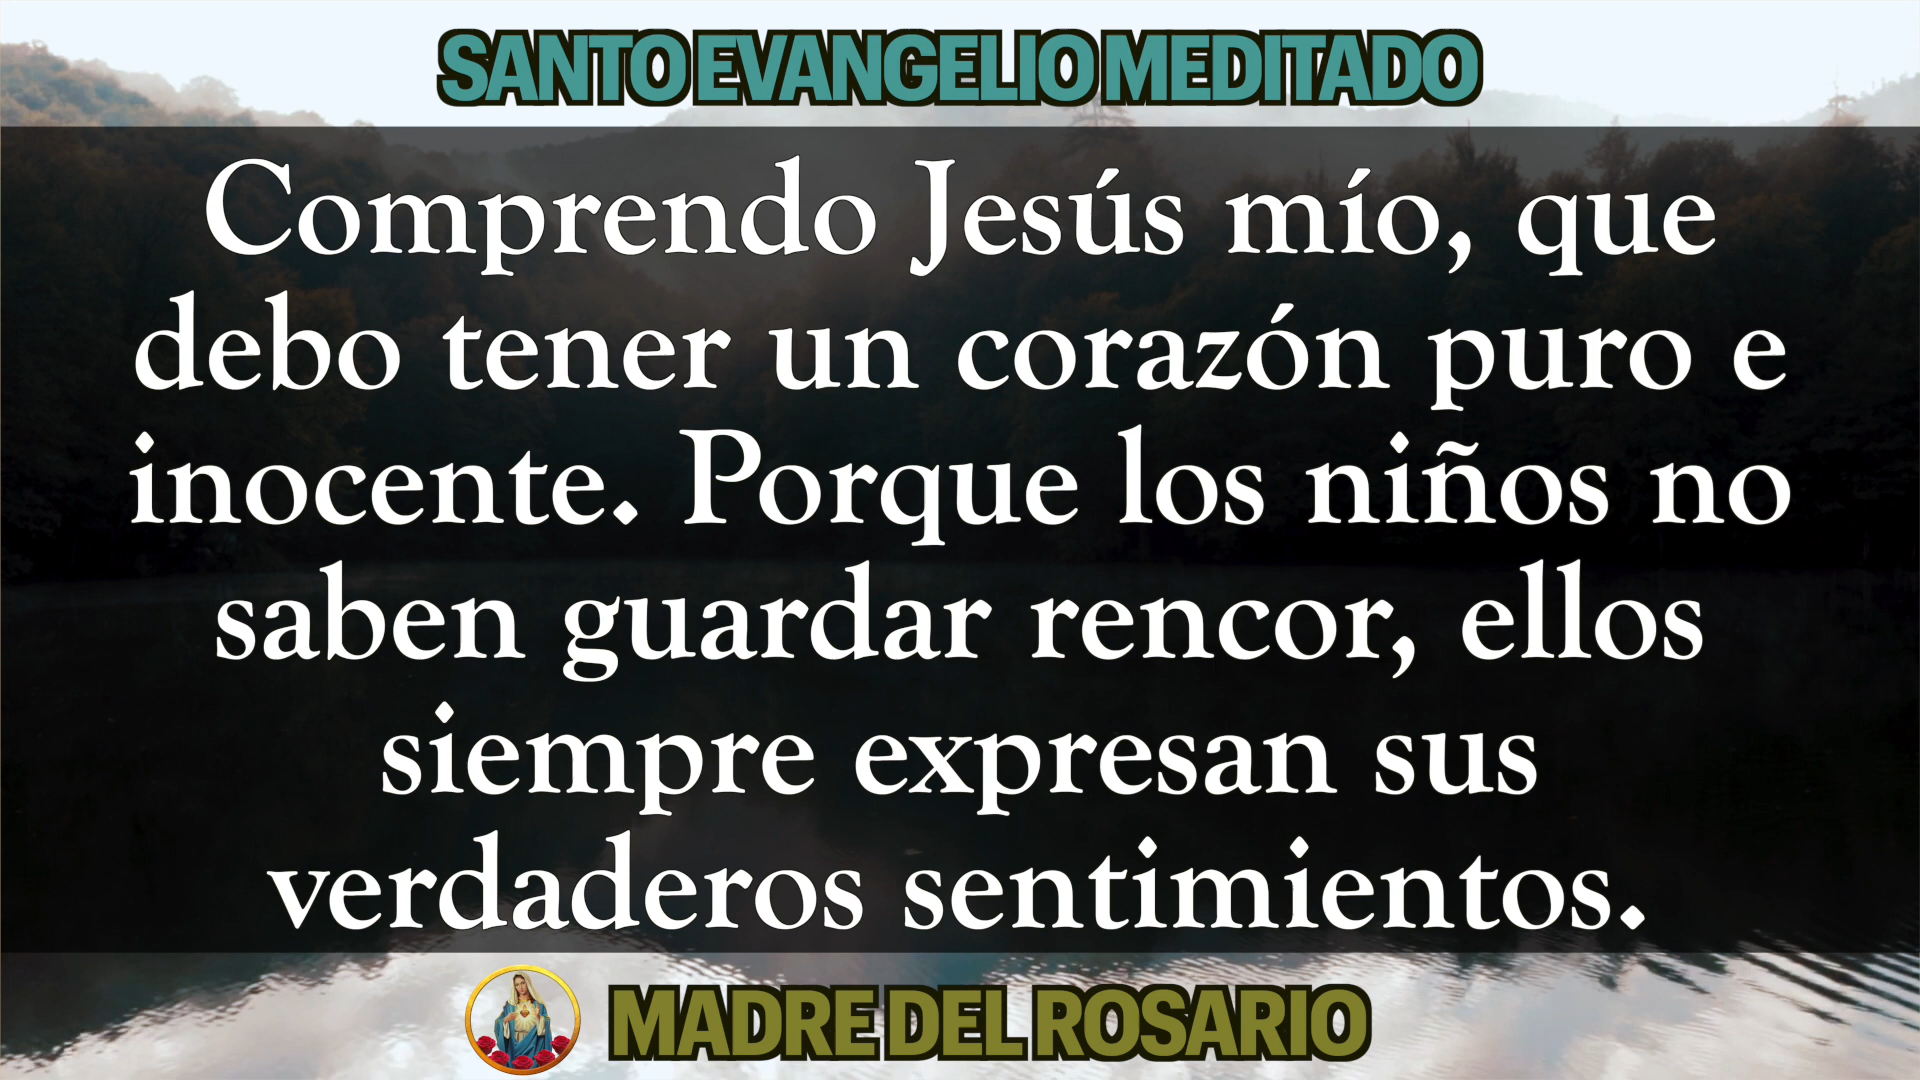 SANTO EVANGELIO MEDITADO
Comprendo Jesús mío, que
debo tener un corazón puro e
inocente. Porque los niños no
saben guardar rencor, ellos
siempre expresan sus
verdaderos sentimientos.
MADRE DEL ROSARIO